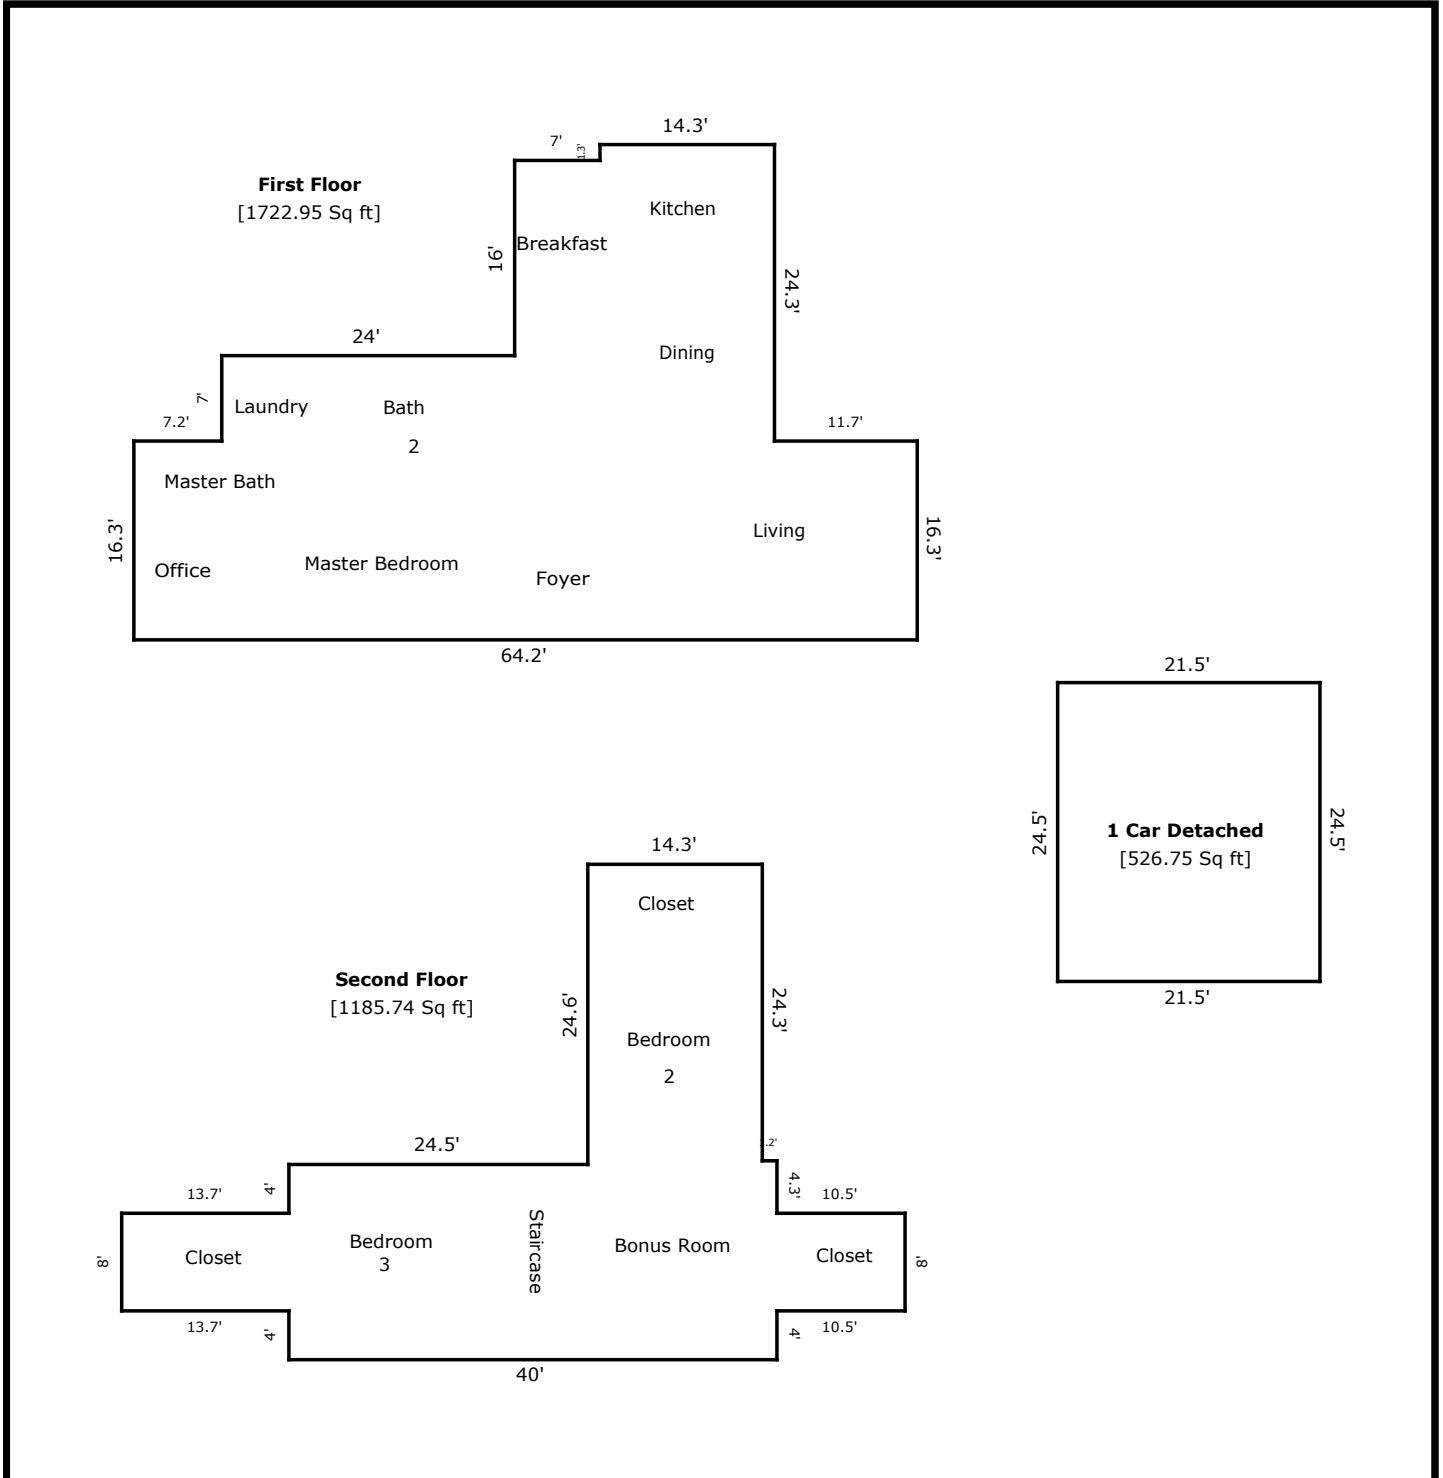 14.3'
7'
1.3'
First Floor
[1722.95 Sq ft]
Kitchen
Breakfast
16'
24.3'
24'
Dining
7'
Laundry
Bath
2
7.2'
11.7'
Master Bath
16.3'
Living
16.3'
Office
Master Bedroom
Foyer
64.2'
21.5'
24.5'
1 Car Detached
[526.75 Sq ft]
24.5'
21.5'
14.3'
Closet
Second Floor
[1185.74 Sq ft]
24.6'
24.3'
Bedroom
2
24.5'
.2'
13.7'
4'
4.3'
10.5'
8'
Closet
Bedroom
3
Staircase
Bonus Room
Closet
8'
13.7'
4'
4'
10.5'
40'